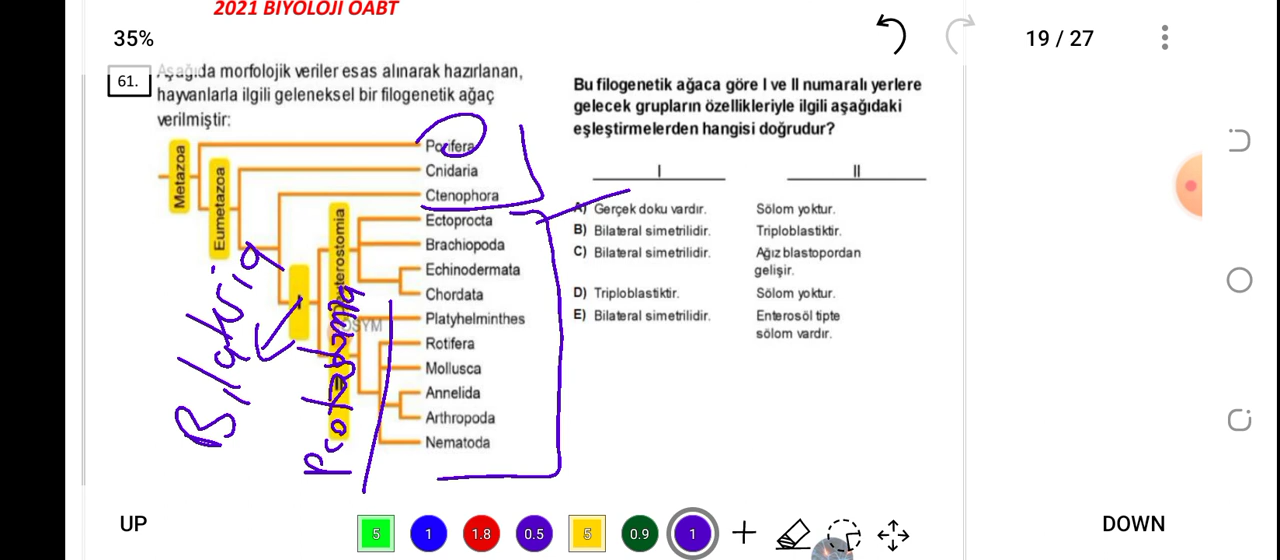 2021 BİYOLOJİ ÖABT
35%
19 / 27
61.
Aşağıda morfolojik veriler esas alınarak hazırlanan,
hayvanlarla ilgili geleneksel bir filogenetik ağaç
verilmiştir:
Metazoa
Eumetazoa
I
Porifera
Cnidaria
Ctenophora
Ectoprocta
Brachiopoda
Echinodermata
Chordata
Platyhelminthes
Rotifera
Mollusca
Annelida
Arthropoda
Nematoda
II
ÖSYM
Bilateria
Bu filogenetik ağaca göre I ve II numaralı yerlere
gelecek grupların özellikleriyle ilgili aşağıdaki
eşleştirmelerden hangisi doğrudur?
I II
A) Gerçek doku vardır. Sölom yoktur.
B) Bilateral simetrilidir. Triploblastiktir.
C) Bilateral simetrilidir. Ağız blastopordan
gelişir.
D) Triploblastiktir. Sölom yoktur.
E) Bilateral simetrilidir. Enterosöl tipte
sölom vardır.
UP
5 1 1.8 0.5 5 0.9 1
DOWN